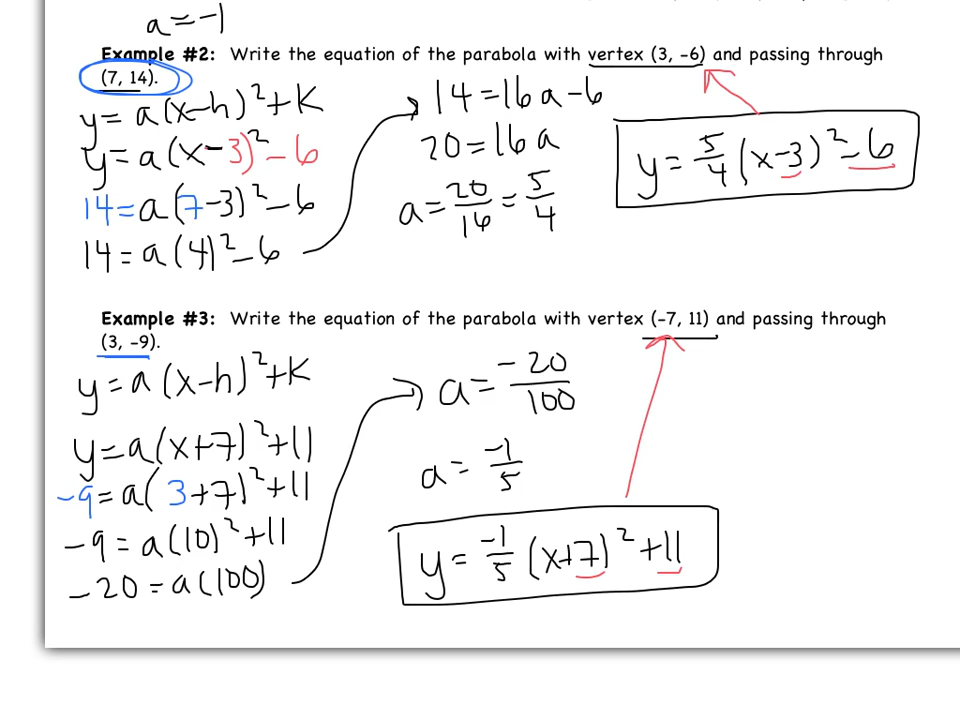 a = -1
Example #2: Write the equation of the parabola with vertex (3, -6) and passing through
(7, 14).
y = a(x-h)²+K
y = a(x-3)²-6
14 = a(7-3)²-6
14 = a(4)²-6
14 = 16a-6
20 = 16a
a = 20/16 = 5/4
y = 5/4(x-3)²-6
Example #3: Write the equation of the parabola with vertex (-7, 11) and passing through
(3, -9).
y = a(x-h)²+K
y = a(x+7)²+11
-9 = a(3+7)²+11
-9 = a(10)²+11
-20 = a(100)
a = -20/100
a = -1/5
y = -1/5(x+7)²+11